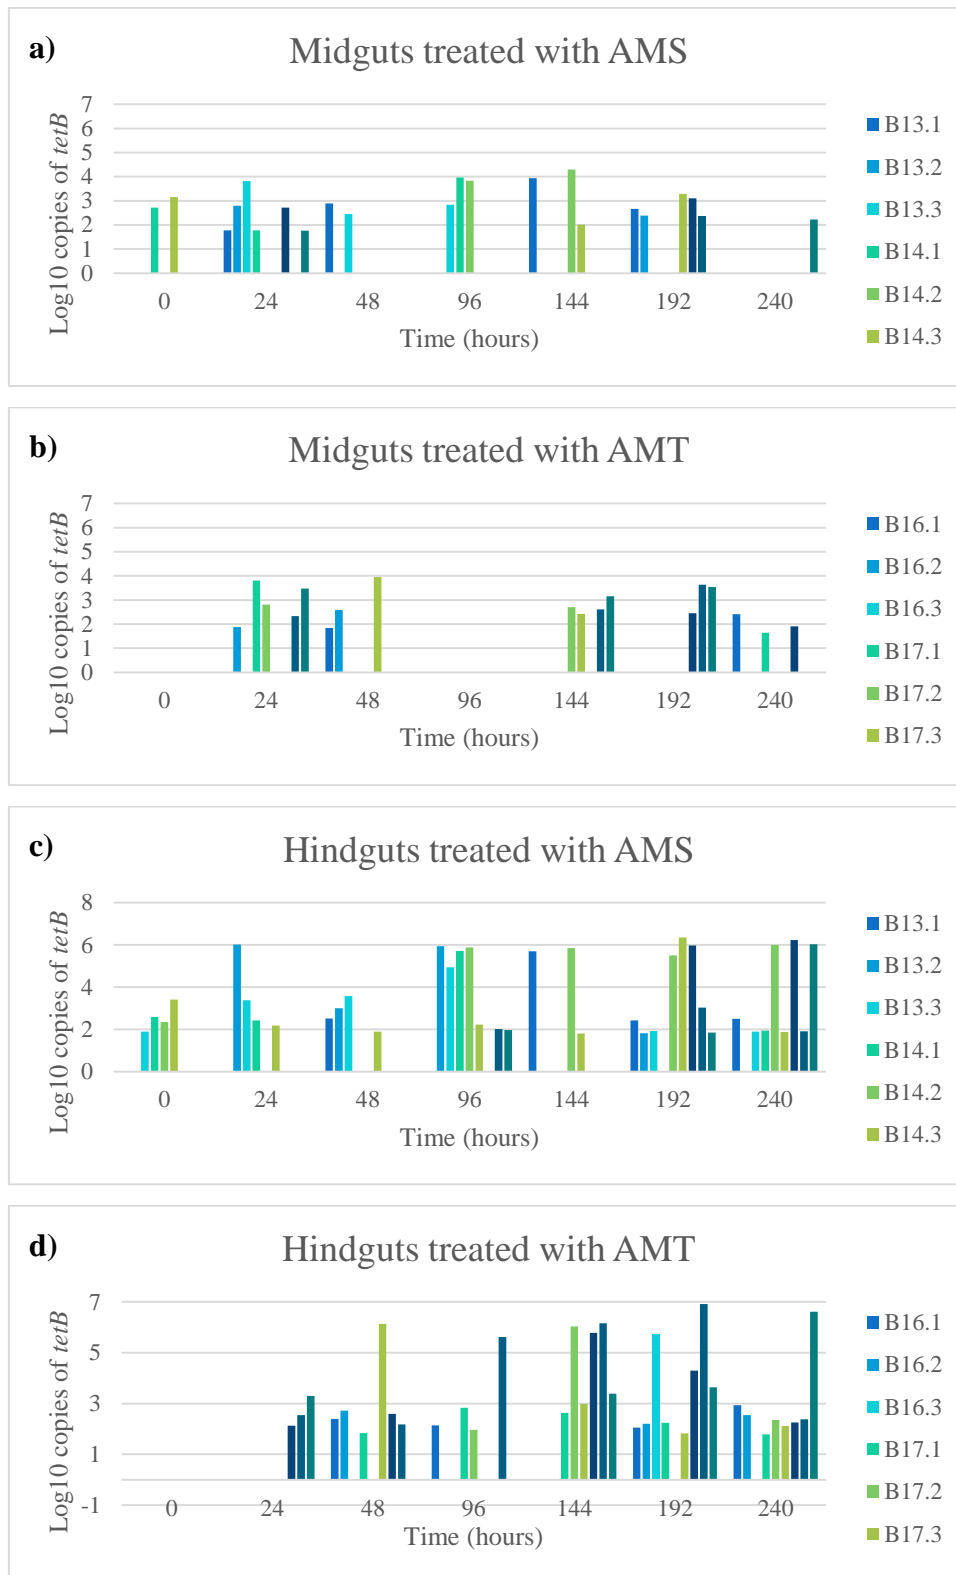 a)
Midguts treated with AMS
Log10 copies of tetB
7
6
5
4
3
2
1
0
0 24 48 96 144 192 240
Time (hours)
B13.1
B13.2
B13.3
B14.1
B14.2
B14.3
b)
Midguts treated with AMT
Log10 copies of tetB
7
6
5
4
3
2
1
0
0 24 48 96 144 192 240
Time (hours)
B16.1
B16.2
B16.3
B17.1
B17.2
B17.3
c)
Hindguts treated with AMS
Log10 copies of tetB
8
6
4
2
0
0 24 48 96 144 192 240
Time (hours)
B13.1
B13.2
B13.3
B14.1
B14.2
B14.3
d)
Hindguts treated with AMT
Log10 copies of tetB
7
5
3
1
-1
0 24 48 96 144 192 240
Time (hours)
B16.1
B16.2
B16.3
B17.1
B17.2
B17.3